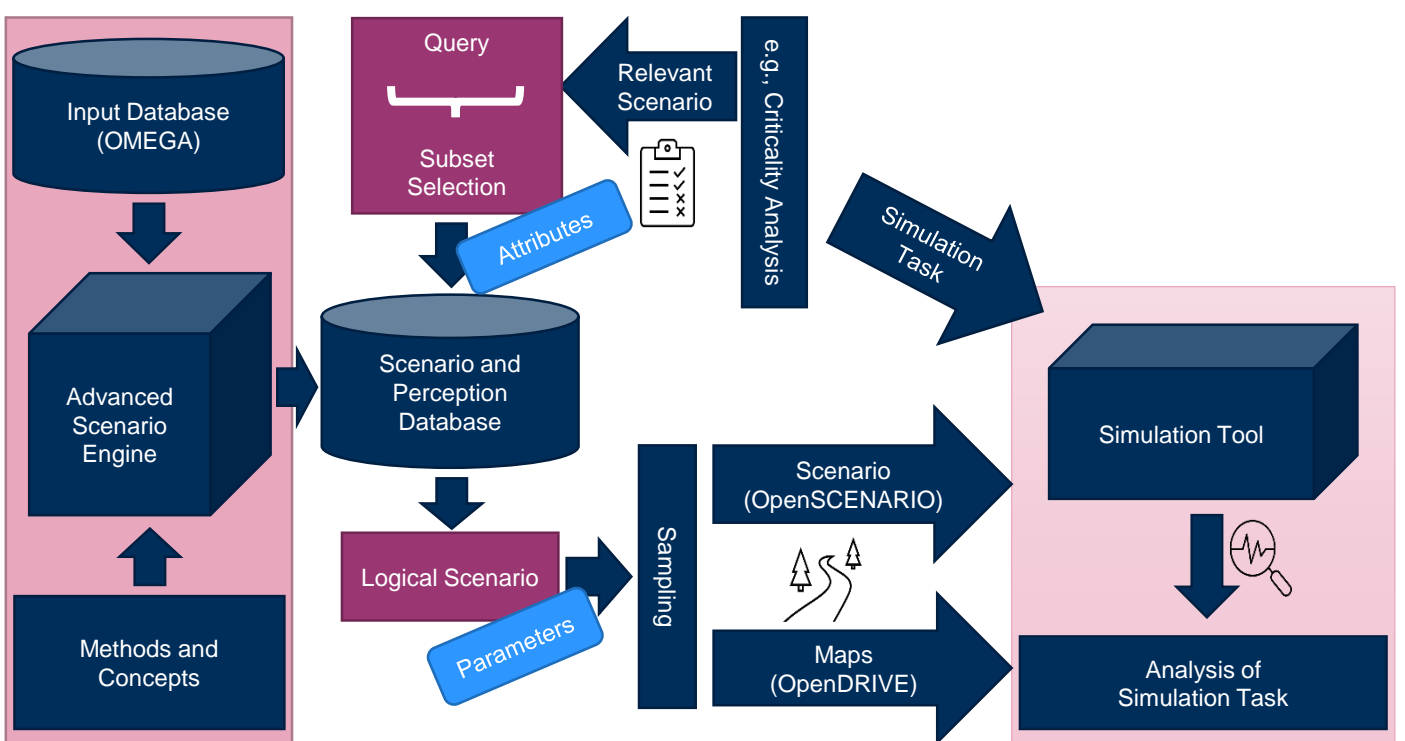 Input Database
(OMEGA)
Advanced
Scenario
Engine
Methods and
Concepts
Query
Subset
Selection
Attributes
Relevant
Scenario
e.g., Criticality Analysis
Simulation
Task
Scenario and
Perception
Database
Logical Scenario
Parameters
Sampling
Scenario
(OpenSCENARIO)
Maps
(OpenDRIVE)
Simulation Tool
Analysis of
Simulation Task